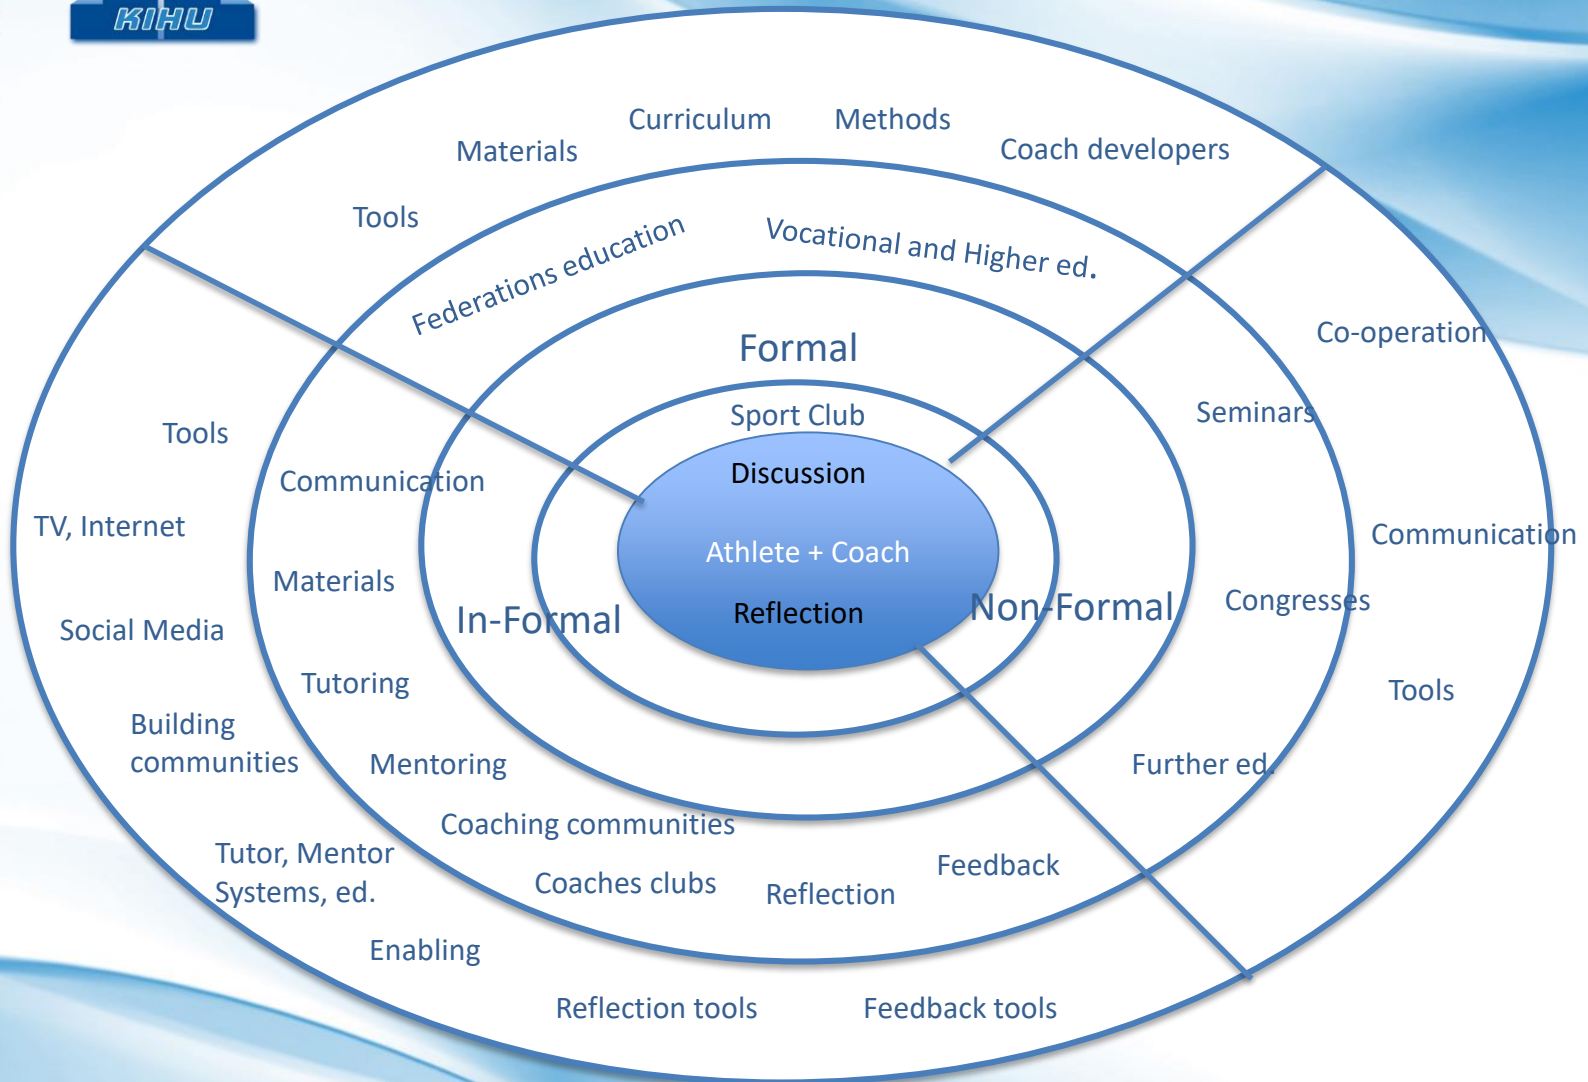 KIHU
Curriculum
Methods
Materials
Coach developers
Tools
Federations education
Vocational and Higher ed.
Formal
Co-operation
Sport Club
Seminars
Tools
Discussion
Communication
TV, Internet
Communication
Athlete + Coach
Materials
In-Formal
Reflection
Non-Formal
Congresses
Social Media
Tutoring
Tools
Building
communities
Mentoring
Further ed.
Coaching communities
Tutor, Mentor
Systems, ed.
Coaches clubs
Reflection
Feedback
Enabling
Reflection tools
Feedback tools